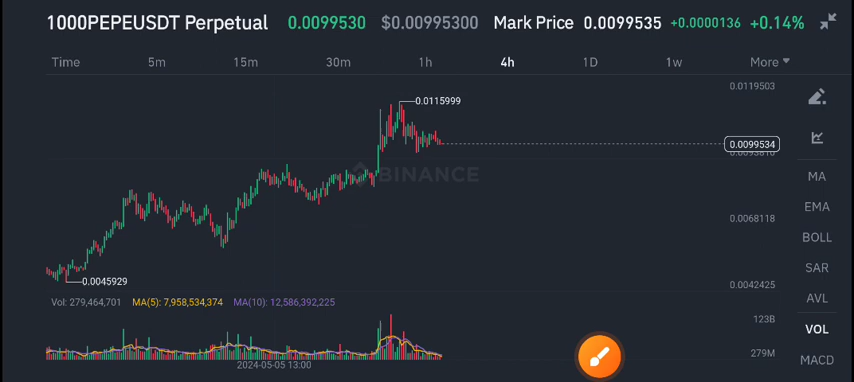 1000PEPEUSDT Perpetual 0.0099530 $0.00995300 Mark Price 0.0099535 +0.0000136 +0.14%
Time 5m 15m 30m 1h 4h 1D 1w More
0.0119503
0.0115999
0.0099534
MA
BINANCE
EMA
0.0068118
BOLL
SAR
0.0045929
0.0042425
AVL
Vol: 279,464,701 MA(5): 7,958,534,374 MA(10): 12,586,392,225
123B
VOL
279M
MACD
2024-05-05 13:00